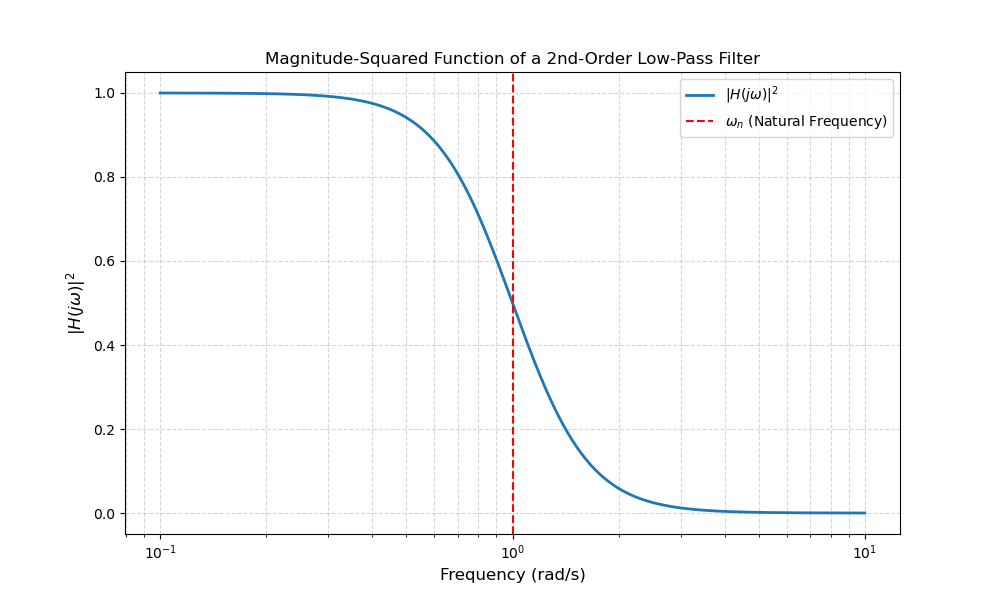 Magnitude-Squared Function of a 2nd-Order Low-Pass Filter
|H(jω)|²
ωₙ (Natural Frequency)
|H(jω)|²
1.0
0.8
0.6
0.4
0.2
0.0
10⁻¹
10⁰
10¹
Frequency (rad/s)